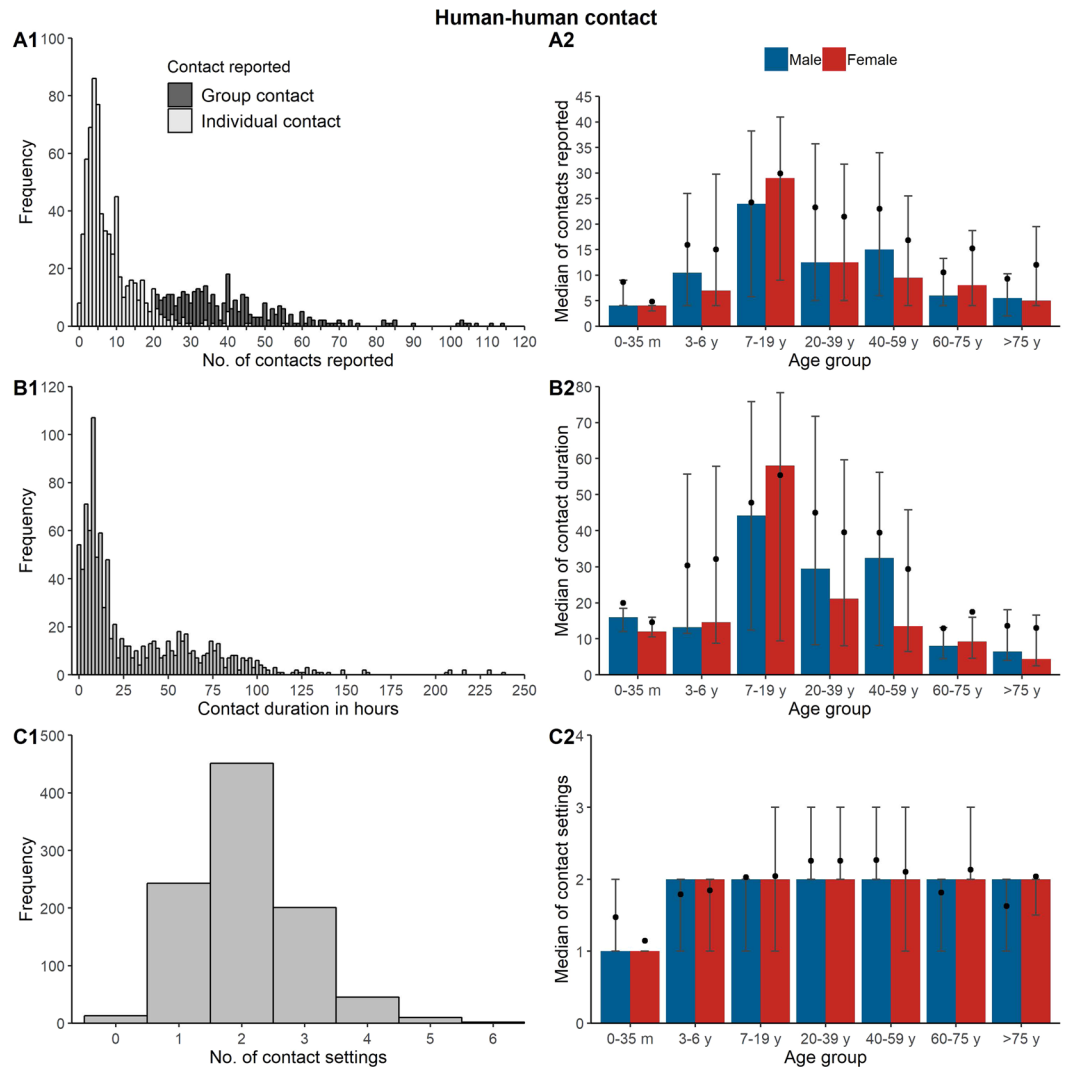 Human-human contact
A1
Contact reported
Group contact
Individual contact
Frequency
100
80
60
40
20
0
0 10 20 30 40 50 60 70 80 90 100 110 120
No. of contacts reported
A2
Male Female
Median of contacts reported
45
40
35
30
25
20
15
10
5
0
0-35 m 3-6 y 7-19 y 20-39 y 40-59 y 60-75 y >75 y
Age group
B1
Frequency
120
100
80
60
40
20
0
0 25 50 75 100 125 150 175 200 225 250
Contact duration in hours
B2
Median of contact duration
80
70
60
50
40
30
20
10
0
0-35 m 3-6 y 7-19 y 20-39 y 40-59 y 60-75 y >75 y
Age group
C1
Frequency
500
400
300
200
100
0
0 1 2 3 4 5 6
No. of contact settings
C2
Median of contact settings
4
3
2
1
0
0-35 m 3-6 y 7-19 y 20-39 y 40-59 y 60-75 y >75 y
Age group